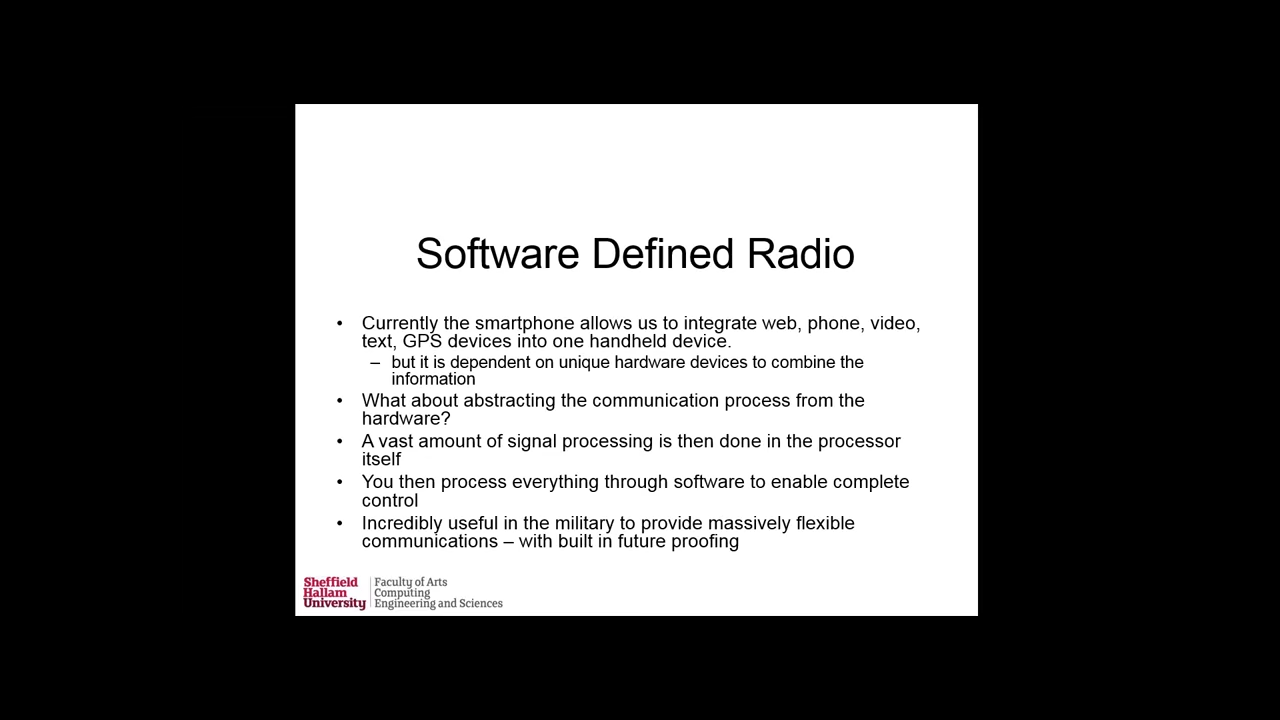 Software Defined Radio
• Currently the smartphone allows us to integrate web, phone, video,
text, GPS devices into one handheld device.
– but it is dependent on unique hardware devices to combine the
information
• What about abstracting the communication process from the
hardware?
• A vast amount of signal processing is then done in the processor
itself
• You then process everything through software to enable complete
control
• Incredibly useful in the military to provide massively flexible
communications – with built in future proofing
Sheffield
Hallam
University
Faculty of Arts
Computing
Engineering and Sciences